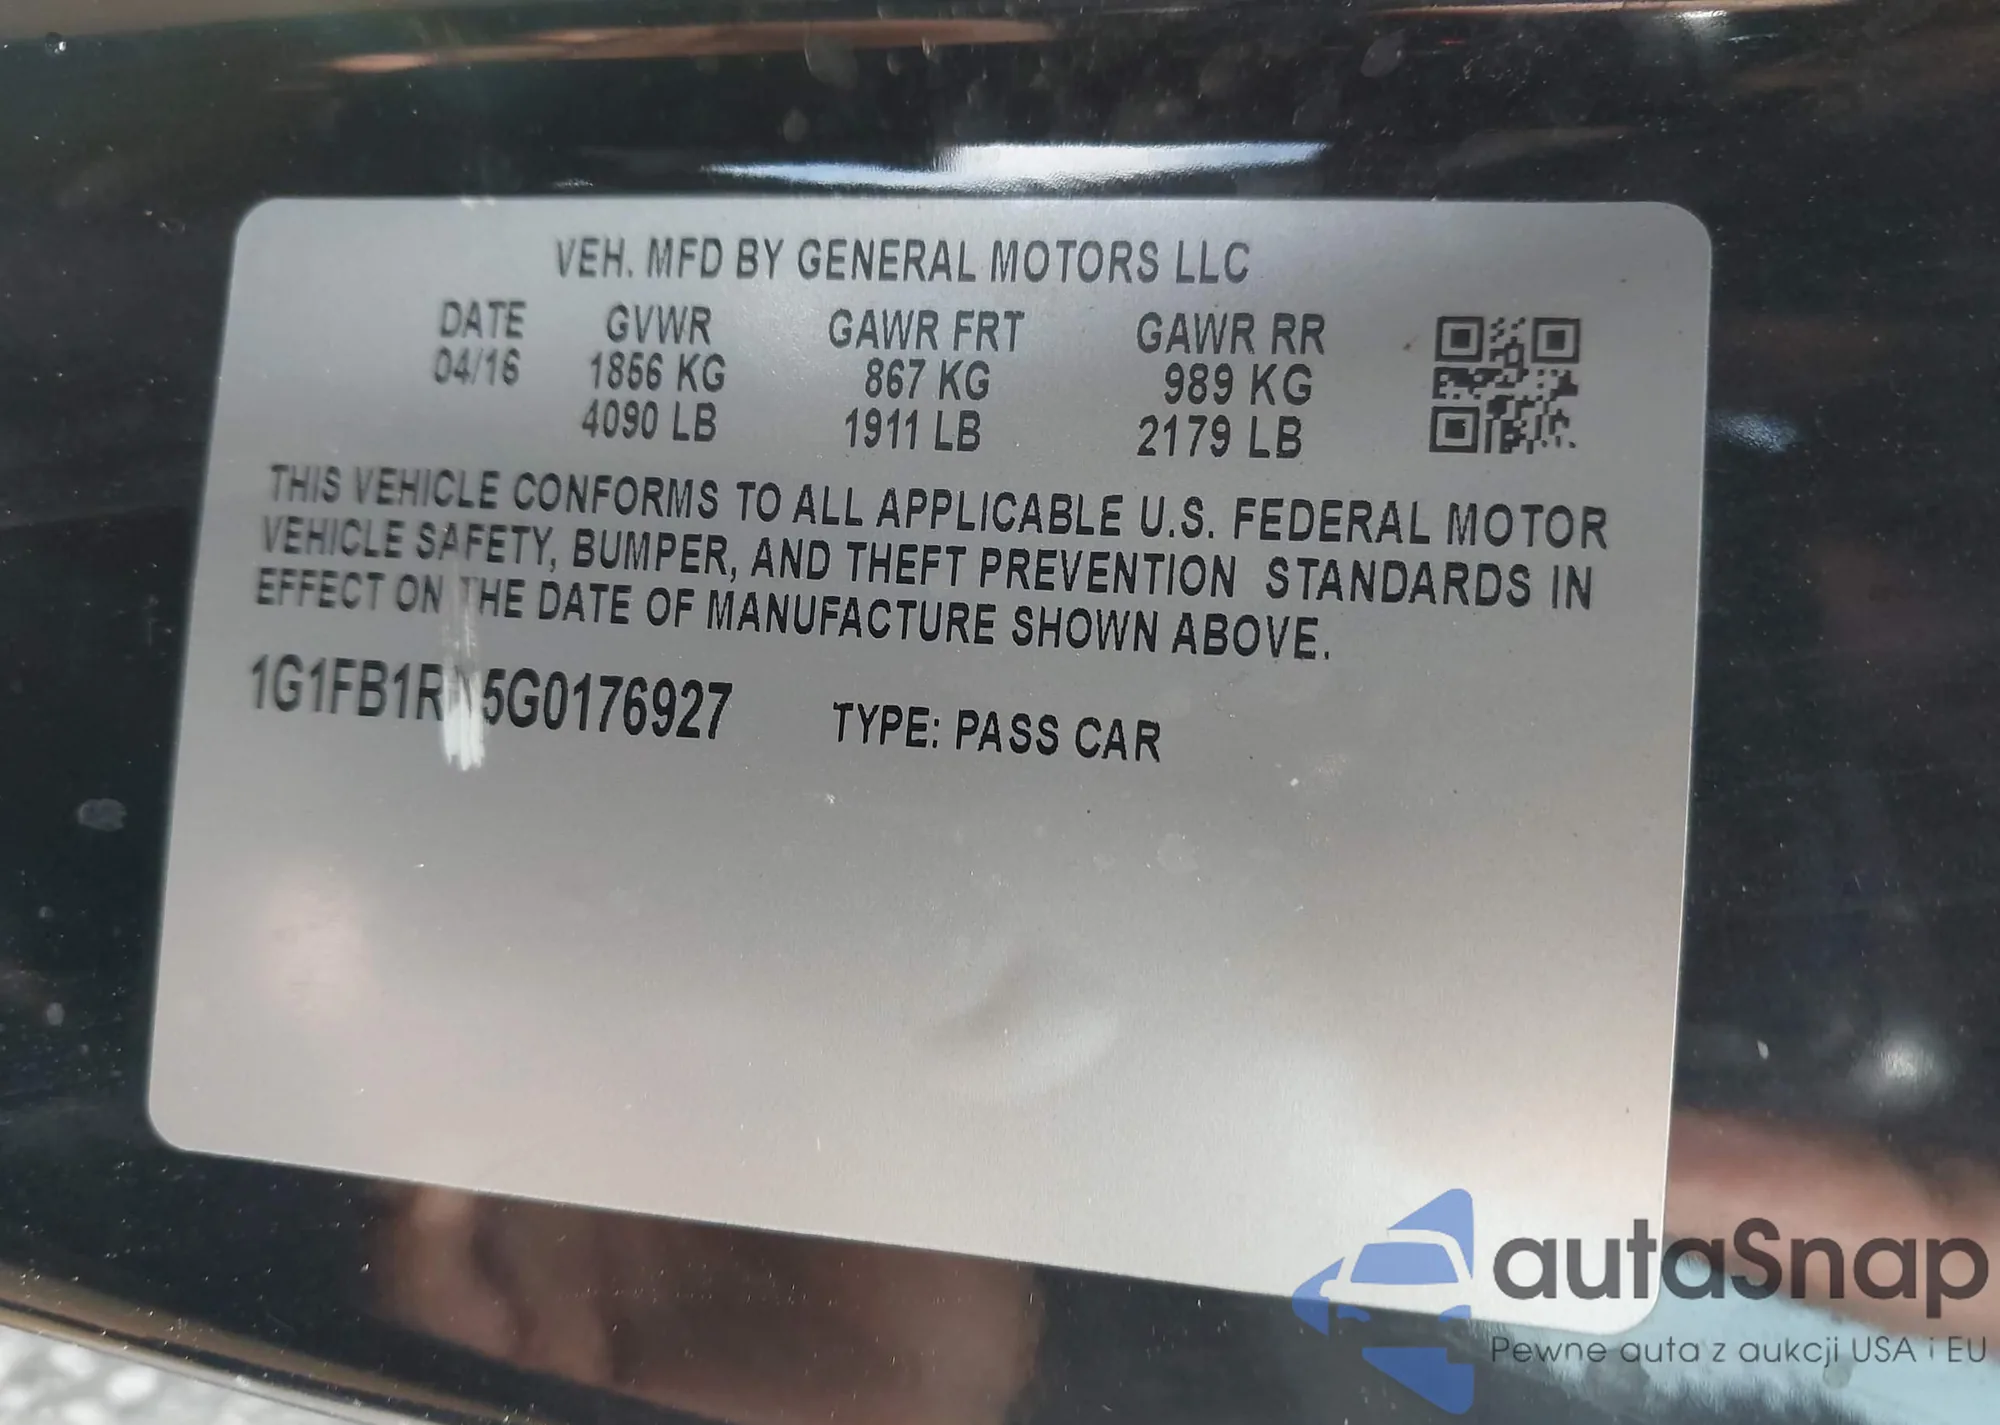 VEH. MFD BY GENERAL MOTORS LLC
DATE GVWR GAWR FRT GAWR RR
04/16 1856 KG 867 KG 989 KG
4090 LB 1911 LB 2179 LB
THIS VEHICLE CONFORMS TO ALL APPLICABLE U.S. FEDERAL MOTOR
VEHICLE SAFETY, BUMPER, AND THEFT PREVENTION STANDARDS IN
EFFECT ON THE DATE OF MANUFACTURE SHOWN ABOVE.
TYPE: PASS CAR
autaSnap
Pewne auta z aukcji USA i EU